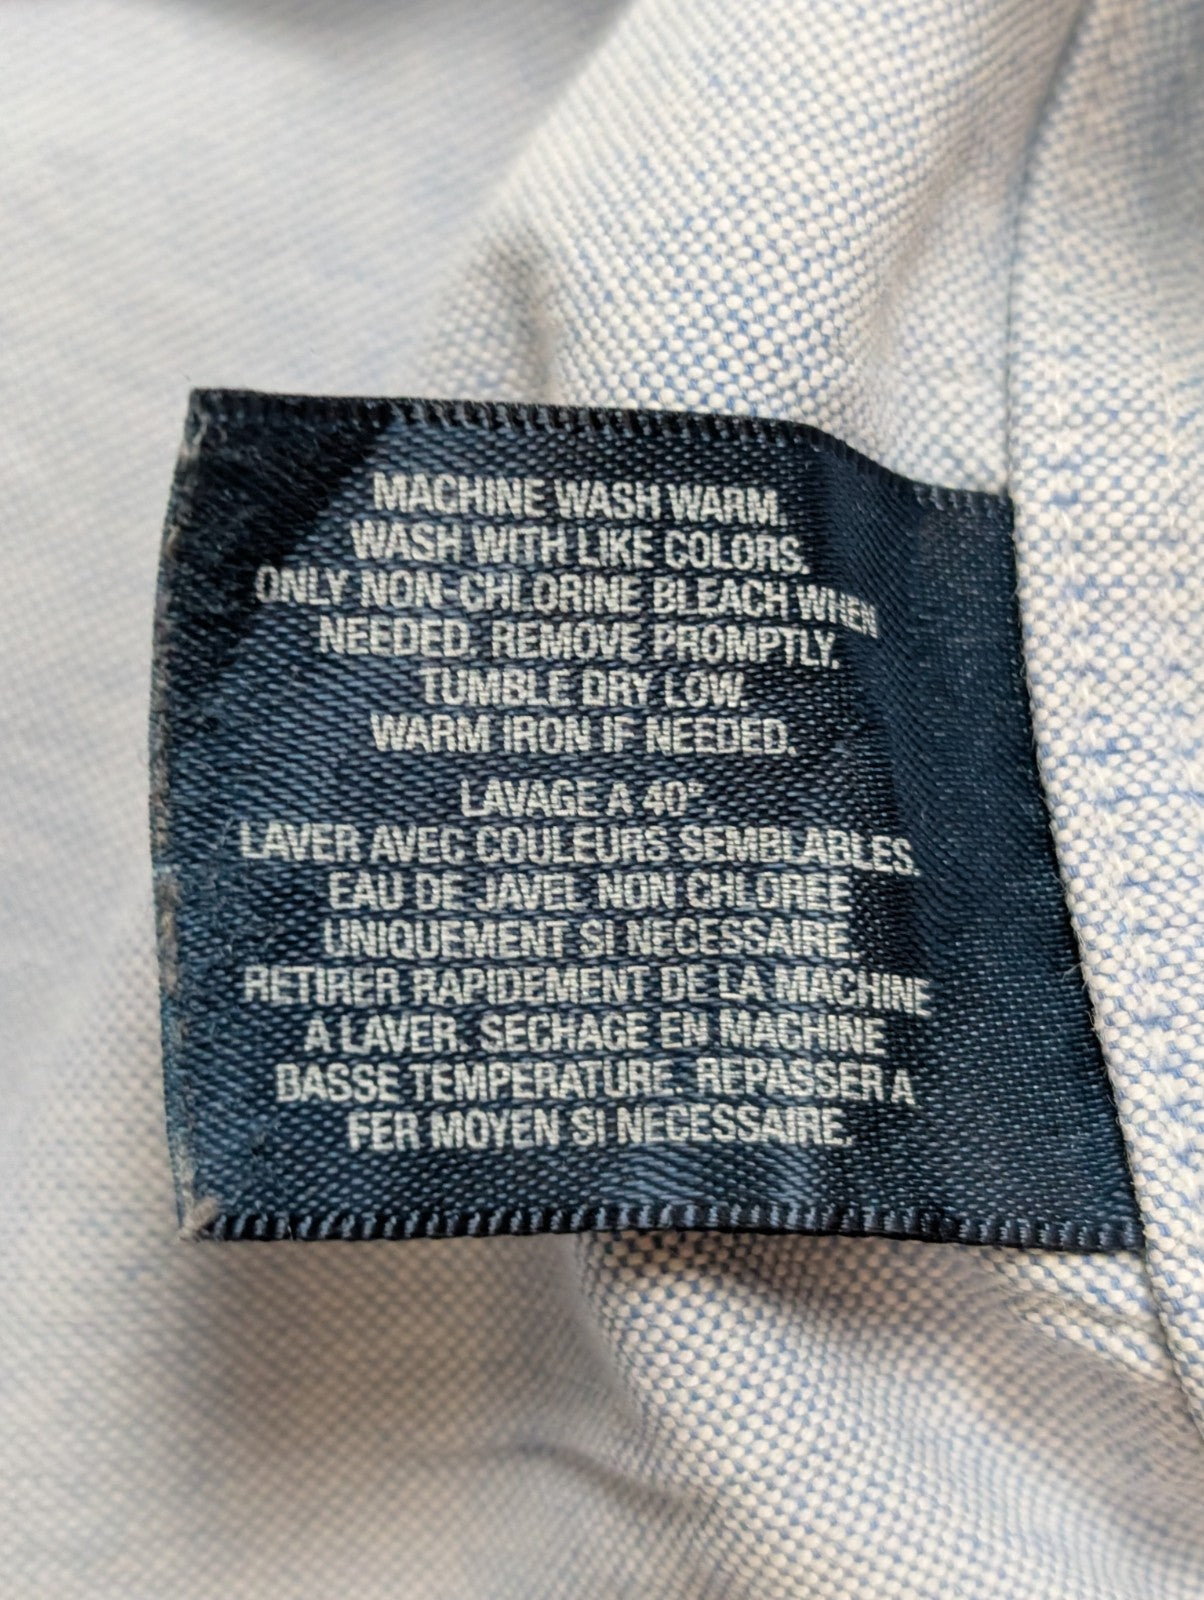 MACHINE WASH WARM.
WASH WITH LIKE COLORS.
ONLY NON-CHLORINE BLEACH WHEN
NEEDED. REMOVE PROMPTLY.
TUMBLE DRY LOW.
WARM IRON IF NEEDED.
LAVAGE A 40°
LAVER AVEC COULEURS SEMBLABLES.
EAU DE JAVEL NON CHLOREE
UNIQUEMENT SI NECESSAIRE.
RETIRER RAPIDEMENT DE LA MACHINE
A LAVER. SECHAGE EN MACHINE
BASSE TEMPERATURE. REPASSER A
FER MOYEN SI NECESSAIRE.